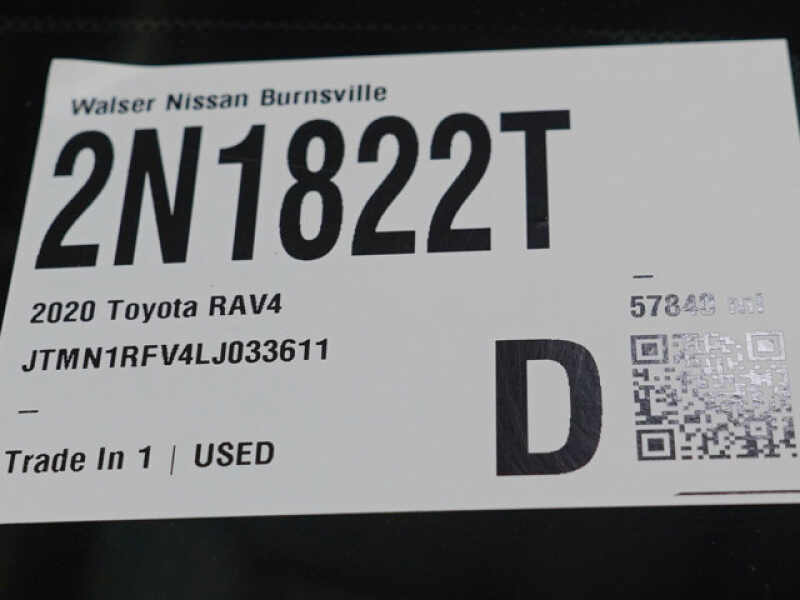 Walser Nissan Burnsville
2N1822T
2020 Toyota RAV4
57840 mi
JTMN1RFV4LJ033611
D
Trade In 1 | USED